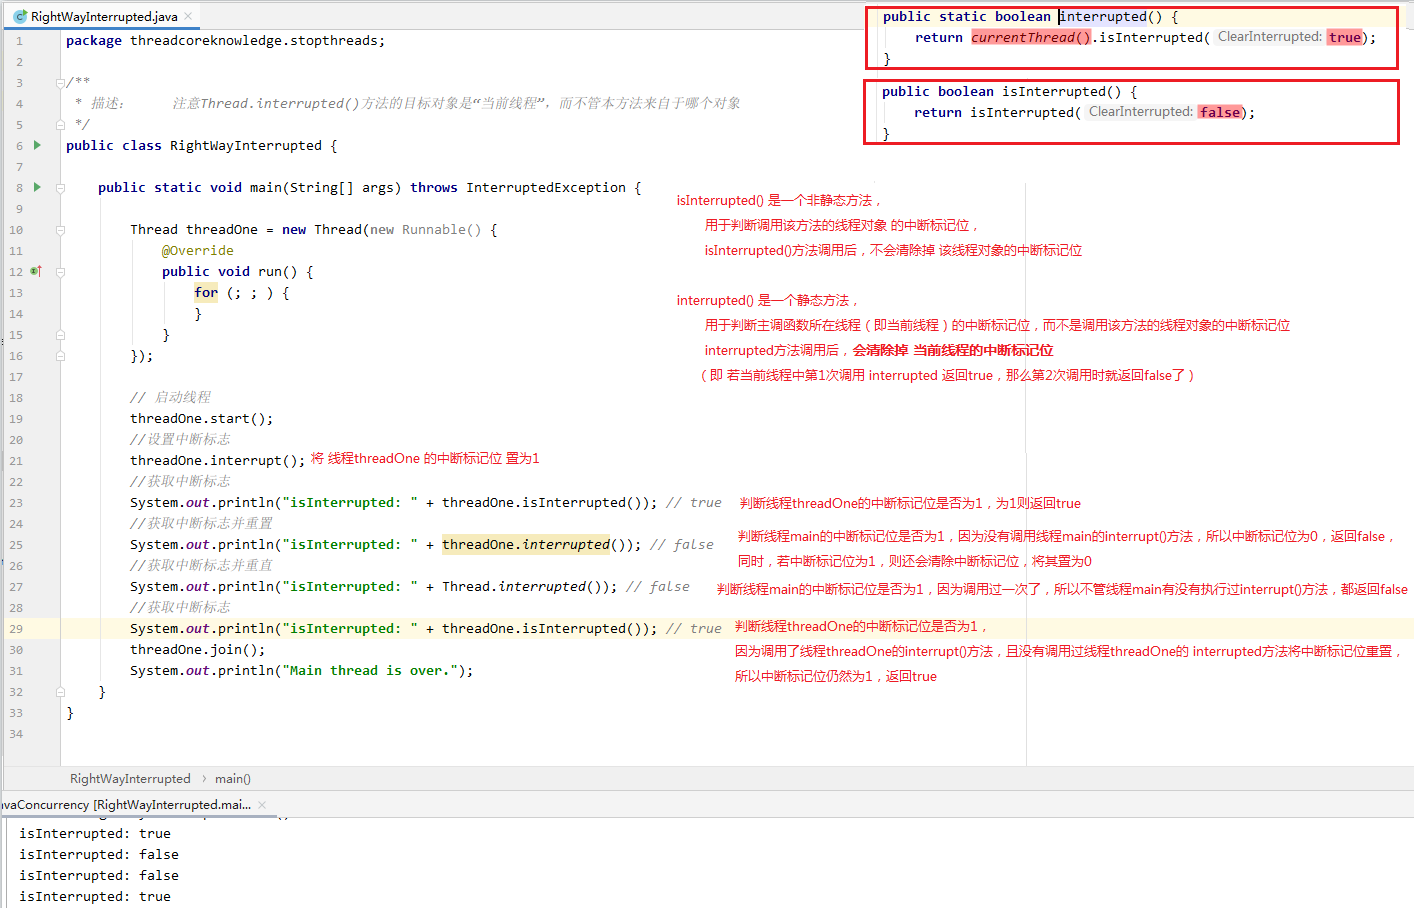 RightWayInterrupted.java
1 package threadcoreknowledge.stopthreads;
2
3 /**
4 * 描述：　　注意Thread.interrupted()方法的目标对象是“当前线程”，而不管本方法来自于哪个对象
5 */
6 public class RightWayInterrupted {
7
8 public static void main(String[] args) throws InterruptedException {
9
10 Thread threadOne = new Thread(new Runnable() {
11 @Override
12 public void run() {
13 for (; ; ) {
14 }
15 }
16 });
17
18 // 启动线程
19 threadOne.start();
20 //设置中断标志
21 threadOne.interrupt(); 将 线程threadOne 的中断标记位 置为1
22 //获取中断标志
23 System.out.println("isInterrupted: " + threadOne.isInterrupted()); // true 判断线程threadOne的中断标记位是否为1，为1则返回true
24 //获取中断标志并重置
25 System.out.println("isInterrupted: " + threadOne.interrupted()); // false 判断线程main的中断标记位是否为1，因为没有调用线程main的interrupt()方法，所以中断标记位为0，返回false，
26 //获取中断标志并重直 同时，若中断标记位为1，则还会清除中断标记位，将其置为0
27 System.out.println("isInterrupted: " + Thread.interrupted()); // false 判断线程main的中断标记位是否为1，因为调用过一次了，所以不管线程main有没有执行过interrupt()方法，都返回false
28 //获取中断标志
29 System.out.println("isInterrupted: " + threadOne.isInterrupted()); // true 判断线程threadOne的中断标记位是否为1，
30 threadOne.join(); 因为调用了线程threadOne的interrupt()方法，且没有调用过线程threadOne的 interrupted方法将中断标记位重置，
31 System.out.println("Main thread is over."); 所以中断标记位仍然为1，返回true
32 }
33 }
34
public static boolean interrupted() {
return currentThread().isInterrupted( ClearInterrupted: true);
}
public boolean isInterrupted() {
return isInterrupted( ClearInterrupted: false);
}
isInterrupted() 是一个非静态方法，
用于判断调用该方法的线程对象 的中断标记位，
isInterrupted()方法调用后，不会清除掉 该线程对象的中断标记位
interrupted() 是一个静态方法，
用于判断主调函数所在线程（即当前线程）的中断标记位，而不是调用该方法的线程对象的中断标记位
interrupted方法调用后，会清除掉 当前线程的中断标记位
（即 若当前线程中第1次调用 interrupted 返回true，那么第2次调用时就返回false了）
RightWayInterrupted › main()
vaConcurrency [RightWayInterrupted.mai...
isInterrupted: true
isInterrupted: false
isInterrupted: false
isInterrupted: true